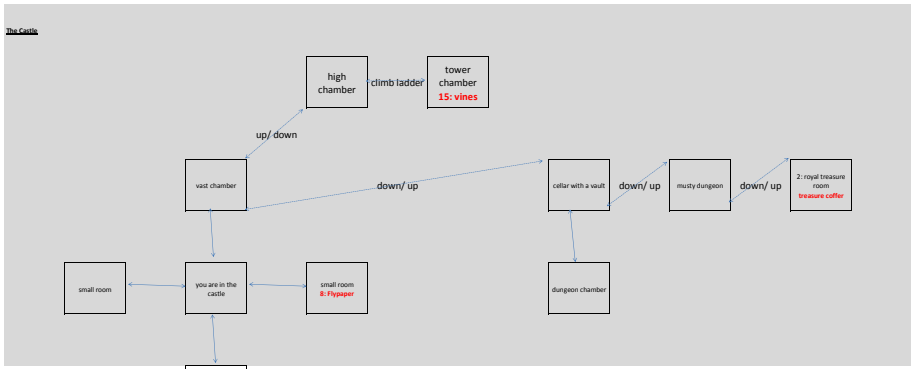 The Castle
high
chamber
climb ladder
tower
chamber
15: vines
up/ down
vast chamber
down/ up
cellar with a vault
down/ up
musty dungeon
down/ up
2: royal treasure
room
treasure coffer
small room
you are in the
castle
small room
8: Flypaper
dungeon chamber